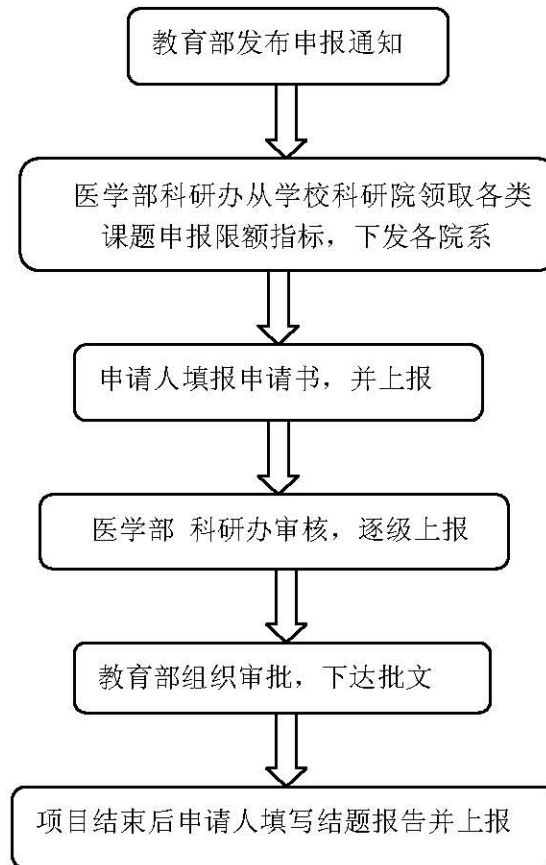 教育部发布申报通知
医学部科研办从学校科研院领取各类
课题申报限额指标，下发各院系
申请人填报申请书，并上报
医学部 科研办审核，逐级上报
教育部组织审批，下达批文
项目结束后申请人填写结题报告并上报